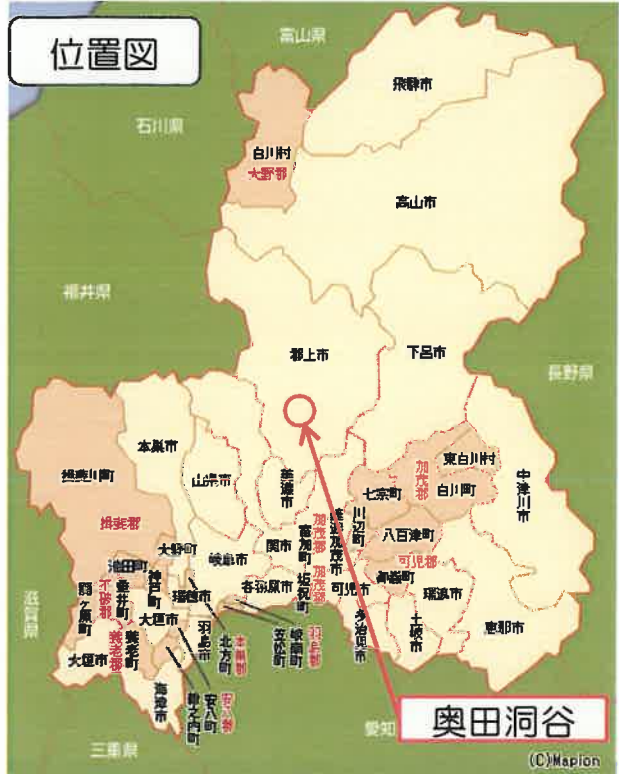 位置図
富山県
石川県
飛騨市
白川村
大野郡
高山市
福井県
郡上市
下呂市
長野県
本巣市
山県市
美濃市
揖斐川町
揖斐郡
東白川村
加茂郡
白川町
七宗町
中津川市
川辺町
八百津町
可児郡
御嵩町
大野町
池田町
神戸町
岐阜市
関市
富加町
加茂郡
美濃加茂市
坂祝町
加茂郡
可児市
各務原市
瑞穂市
瑞浪市
恵那市
土岐市
多治見市
関ヶ原町
不破郡
垂井町
大垣市
養老郡
養老町
大垣市
羽島市
北方町
本巣郡
笠松町
岐南町
羽島郡
安八町
安八郡
輪之内町
海津市
滋賀県
三重県
愛知
奥田洞谷
(C)Mapion